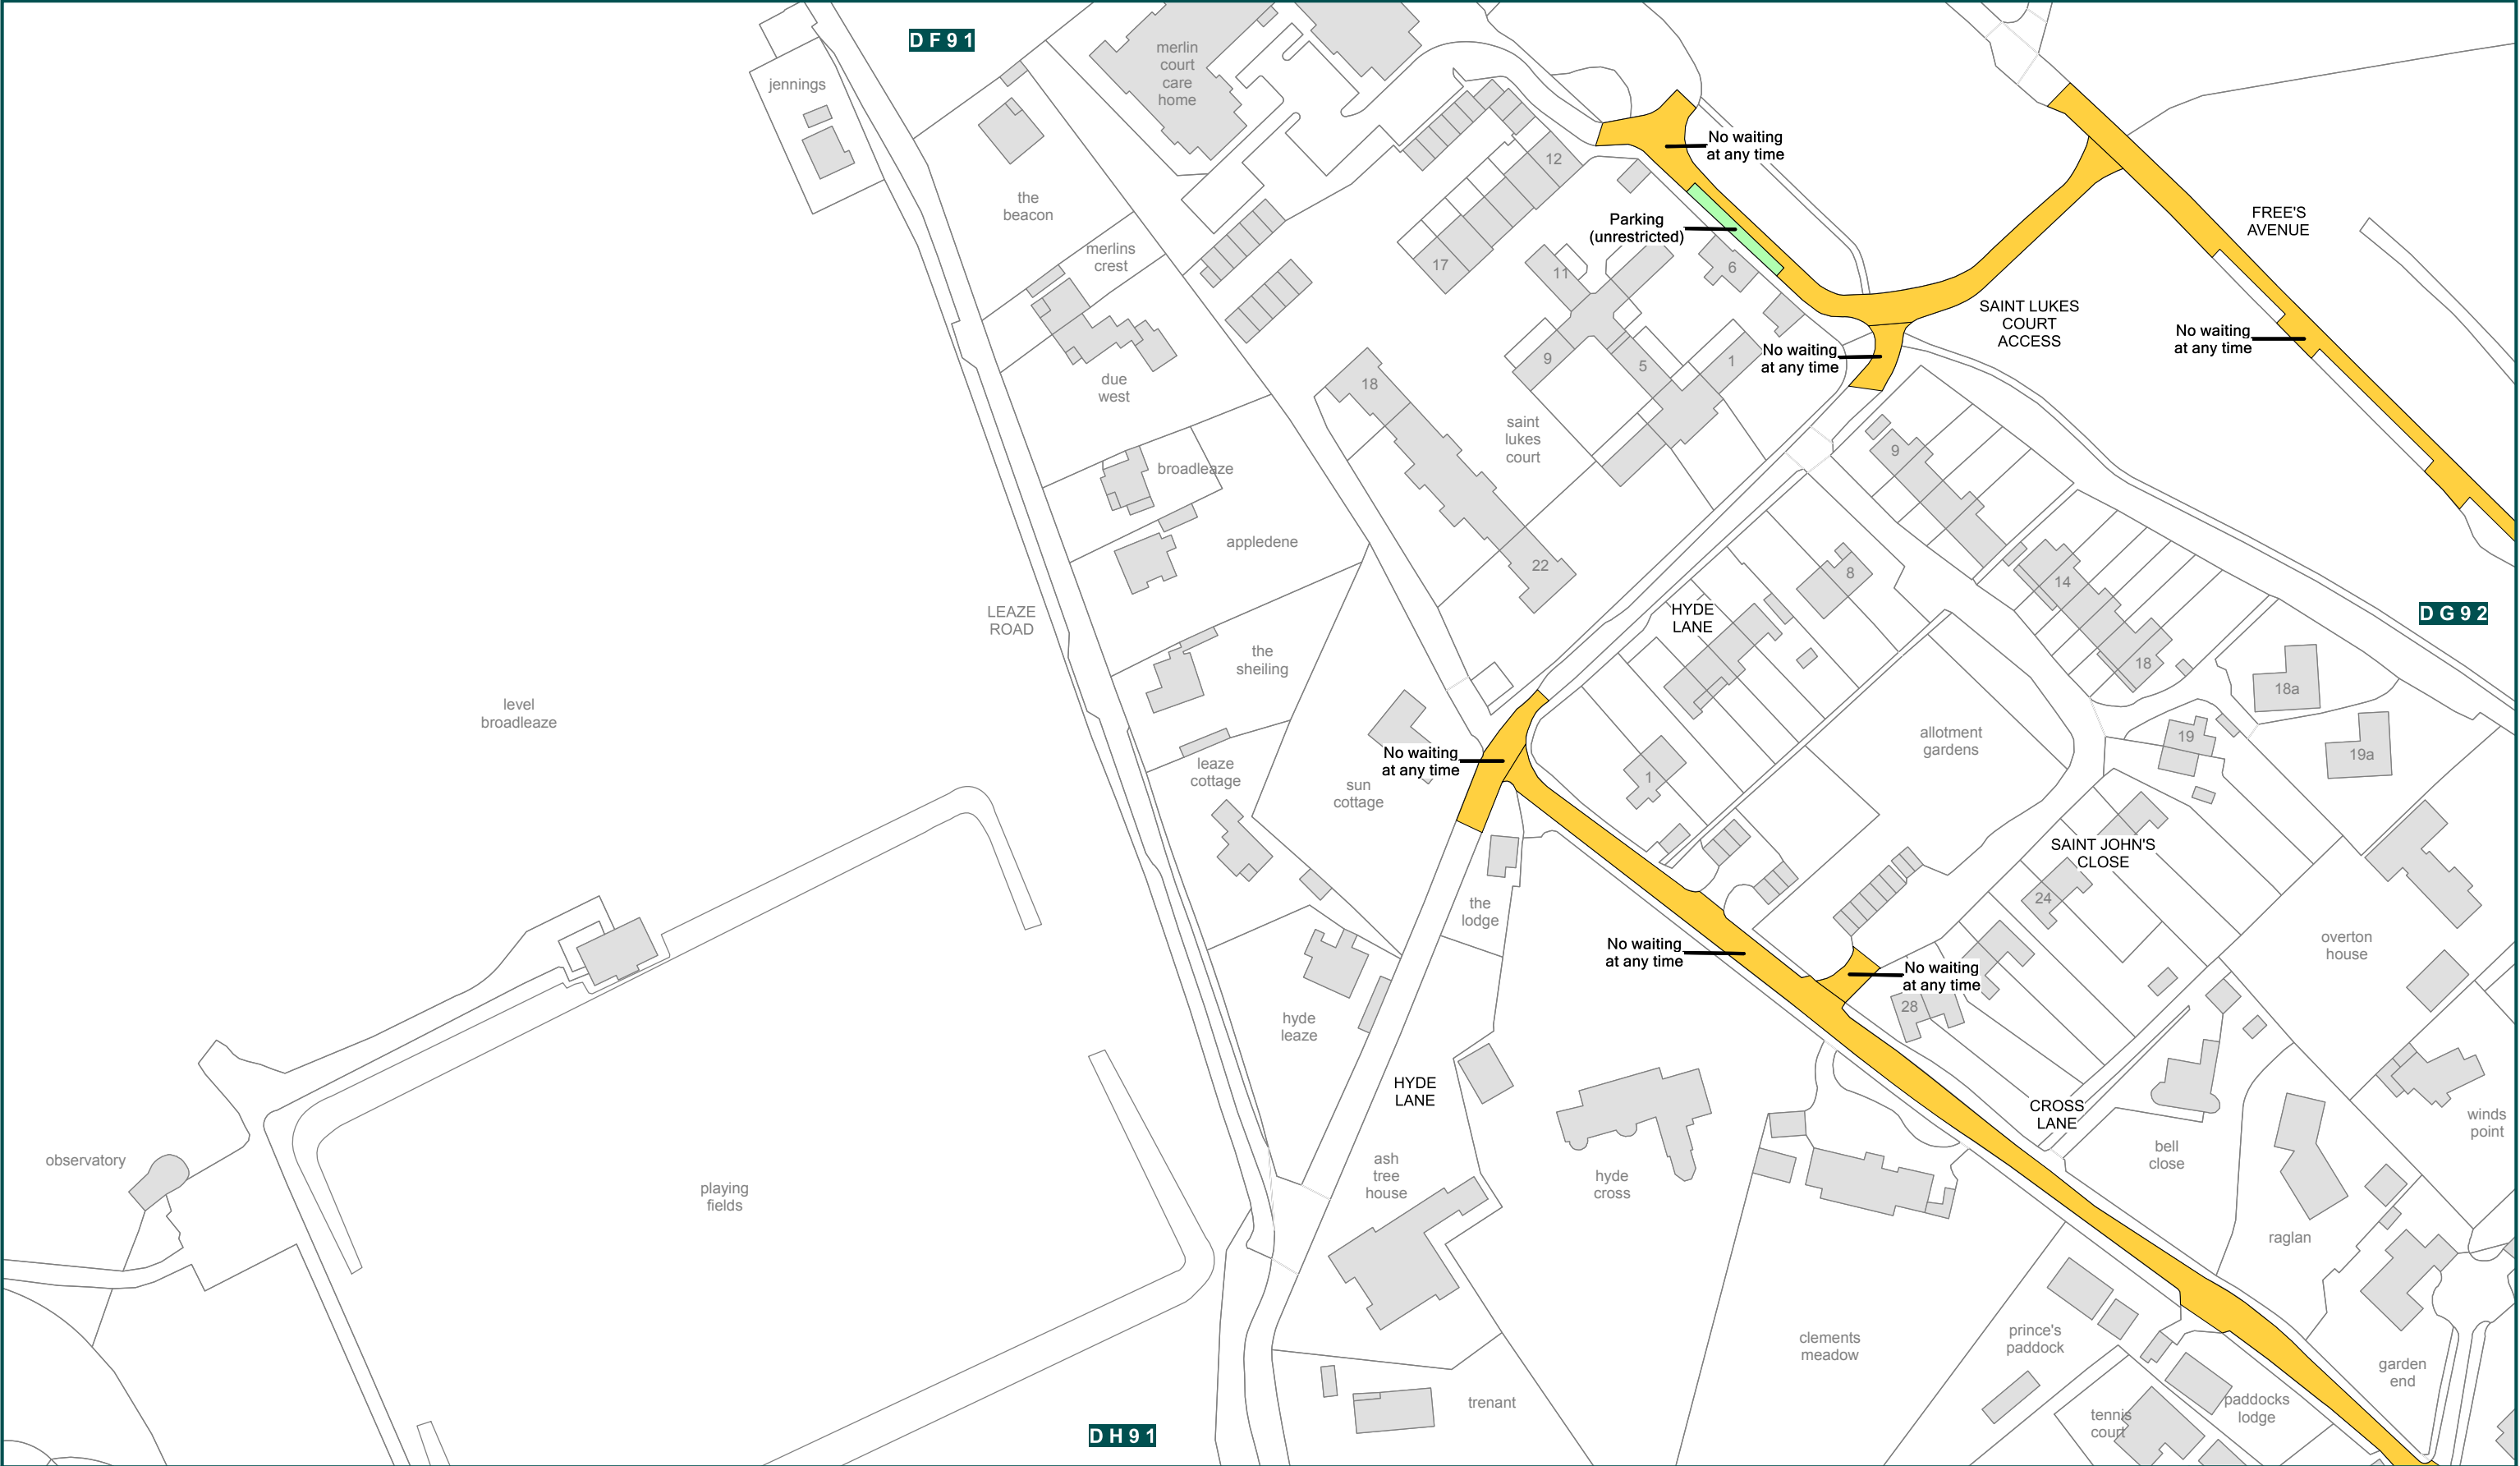 DF91
merlin
court
care
home
jennings
the
beacon
merlins
crest
due
west
broadleaze
appledene
LEAZE
ROAD
the
sheiling
leaze
cottage
sun
cottage
level
broadleaze
No waiting
at any time
12
17
Parking
(unrestricted)
11
6
9
5
1
18
22
saint
lukes
court
No waiting
at any time
SAINT LUKES
COURT
ACCESS
FREE'S
AVENUE
No waiting
at any time
9
14
18
18a
19
19a
DG92
HYDE
LANE
8
1
allotment
gardens
No waiting
at any time
SAINT JOHN'S
CLOSE
24
28
No waiting
at any time
No waiting
at any time
the
lodge
hyde
leaze
HYDE
LANE
ash
tree
house
hyde
cross
CROSS
LANE
bell
close
overton
house
winds
point
raglan
observatory
playing
fields
clements
meadow
prince's
paddock
garden
end
paddocks
lodge
tennis
court
trenant
DH91